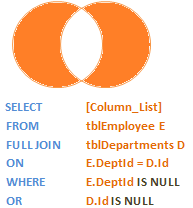 SELECT [Column_List]
FROM tblEmployee E
FULL JOIN tblDepartments D
ON E.DeptId = D.Id
WHERE E.DeptId IS NULL
OR D.Id IS NULL